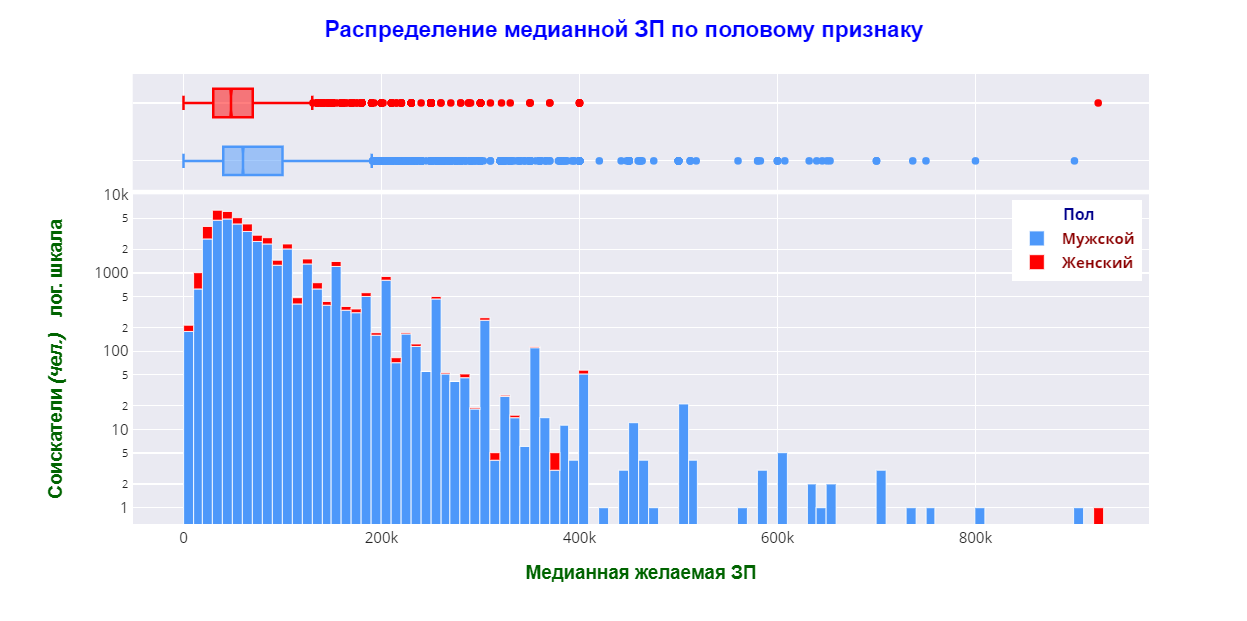 Распределение медианной ЗП по половому признаку
10k
5
2
1000
5
2
100
5
2
10
5
2
1
Соискатели (чел.) лог. шкала
Пол
Мужской
Женский
0
200k
400k
600k
800k
Медианная желаемая ЗП